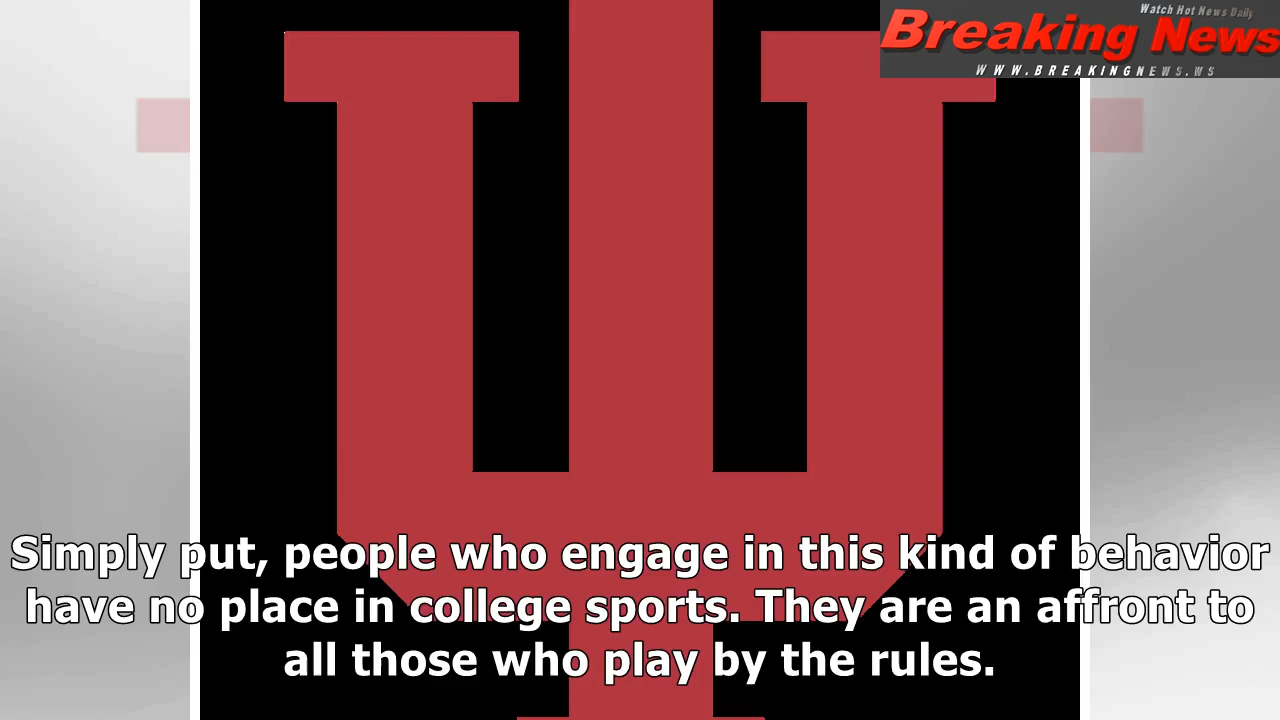 Watch Hot News Daily
Breaking News
WWW.BREAKINGNEWS.WS
Simply put, people who engage in this kind of behavior
have no place in college sports. They are an affront to
all those who play by the rules.